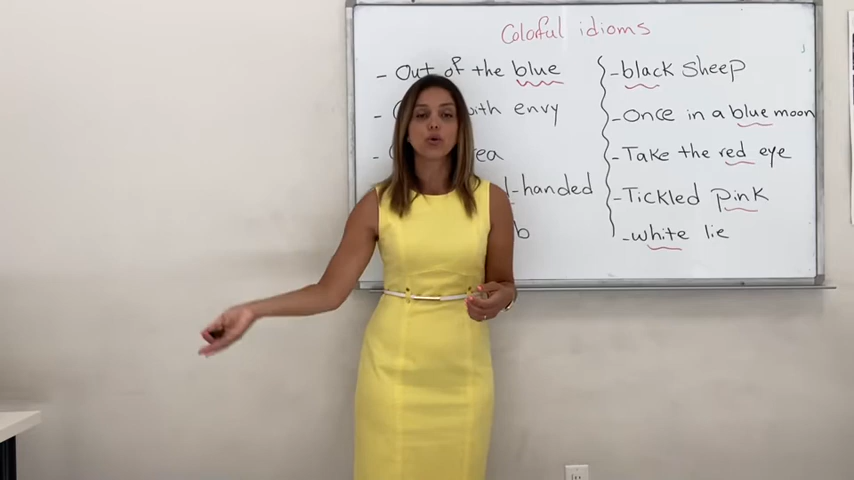 Colorful idioms
- Out of the blue
- with envy
-
-handed
- black Sheep
- Once in a blue moon
- Take the red eye
- Tickled pink
- white lie